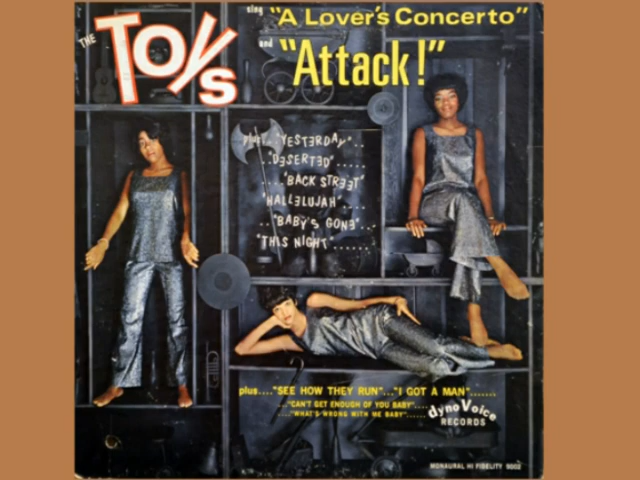 THE TOYS
sing "A Lover's Concerto"
and "Attack!"
plus... "YESTERDAY"..
.."DESERTED".....
...."BACK STREET"
"HALLELUJAH"....
.."BABY'S GONE"...
"THIS NIGHT"......
plus...."SEE HOW THEY RUN"..."I GOT A MAN".......
..."CAN'T GET ENOUGH OF YOU BABY"....
...."WHAT'S WRONG WITH ME BABY".....
dynoVoice
RECORDS
MONAURAL HI FIDELITY 9002